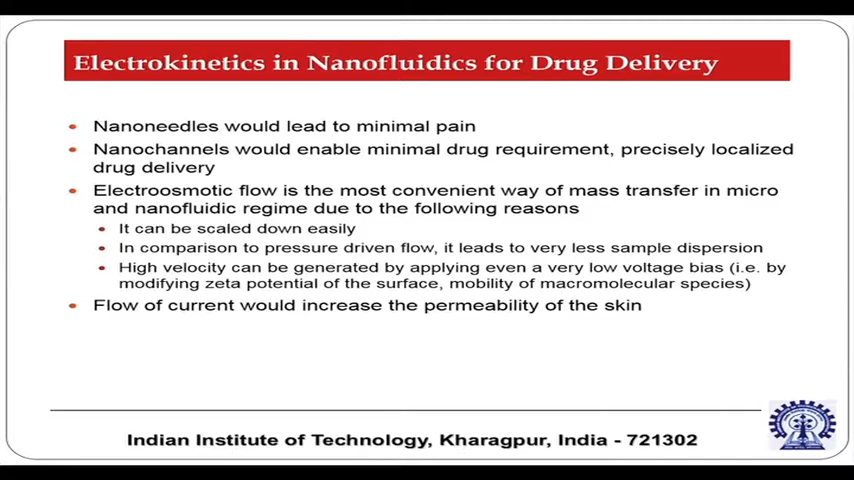 Electrokinetics in Nanofluidics for Drug Delivery
Nanoneedles would lead to minimal pain
Nanochannels would enable minimal drug requirement, precisely localized
drug delivery
Electroosmotic flow is the most convenient way of mass transfer in micro
and nanofluidic regime due to the following reasons
It can be scaled down easily
In comparison to pressure driven flow, it leads to very less sample dispersion
High velocity can be generated by applying even a very low voltage bias (i.e. by
modifying zeta potential of the surface, mobility of macromolecular species)
Flow of current would increase the permeability of the skin
Indian Institute of Technology, Kharagpur, India - 721302